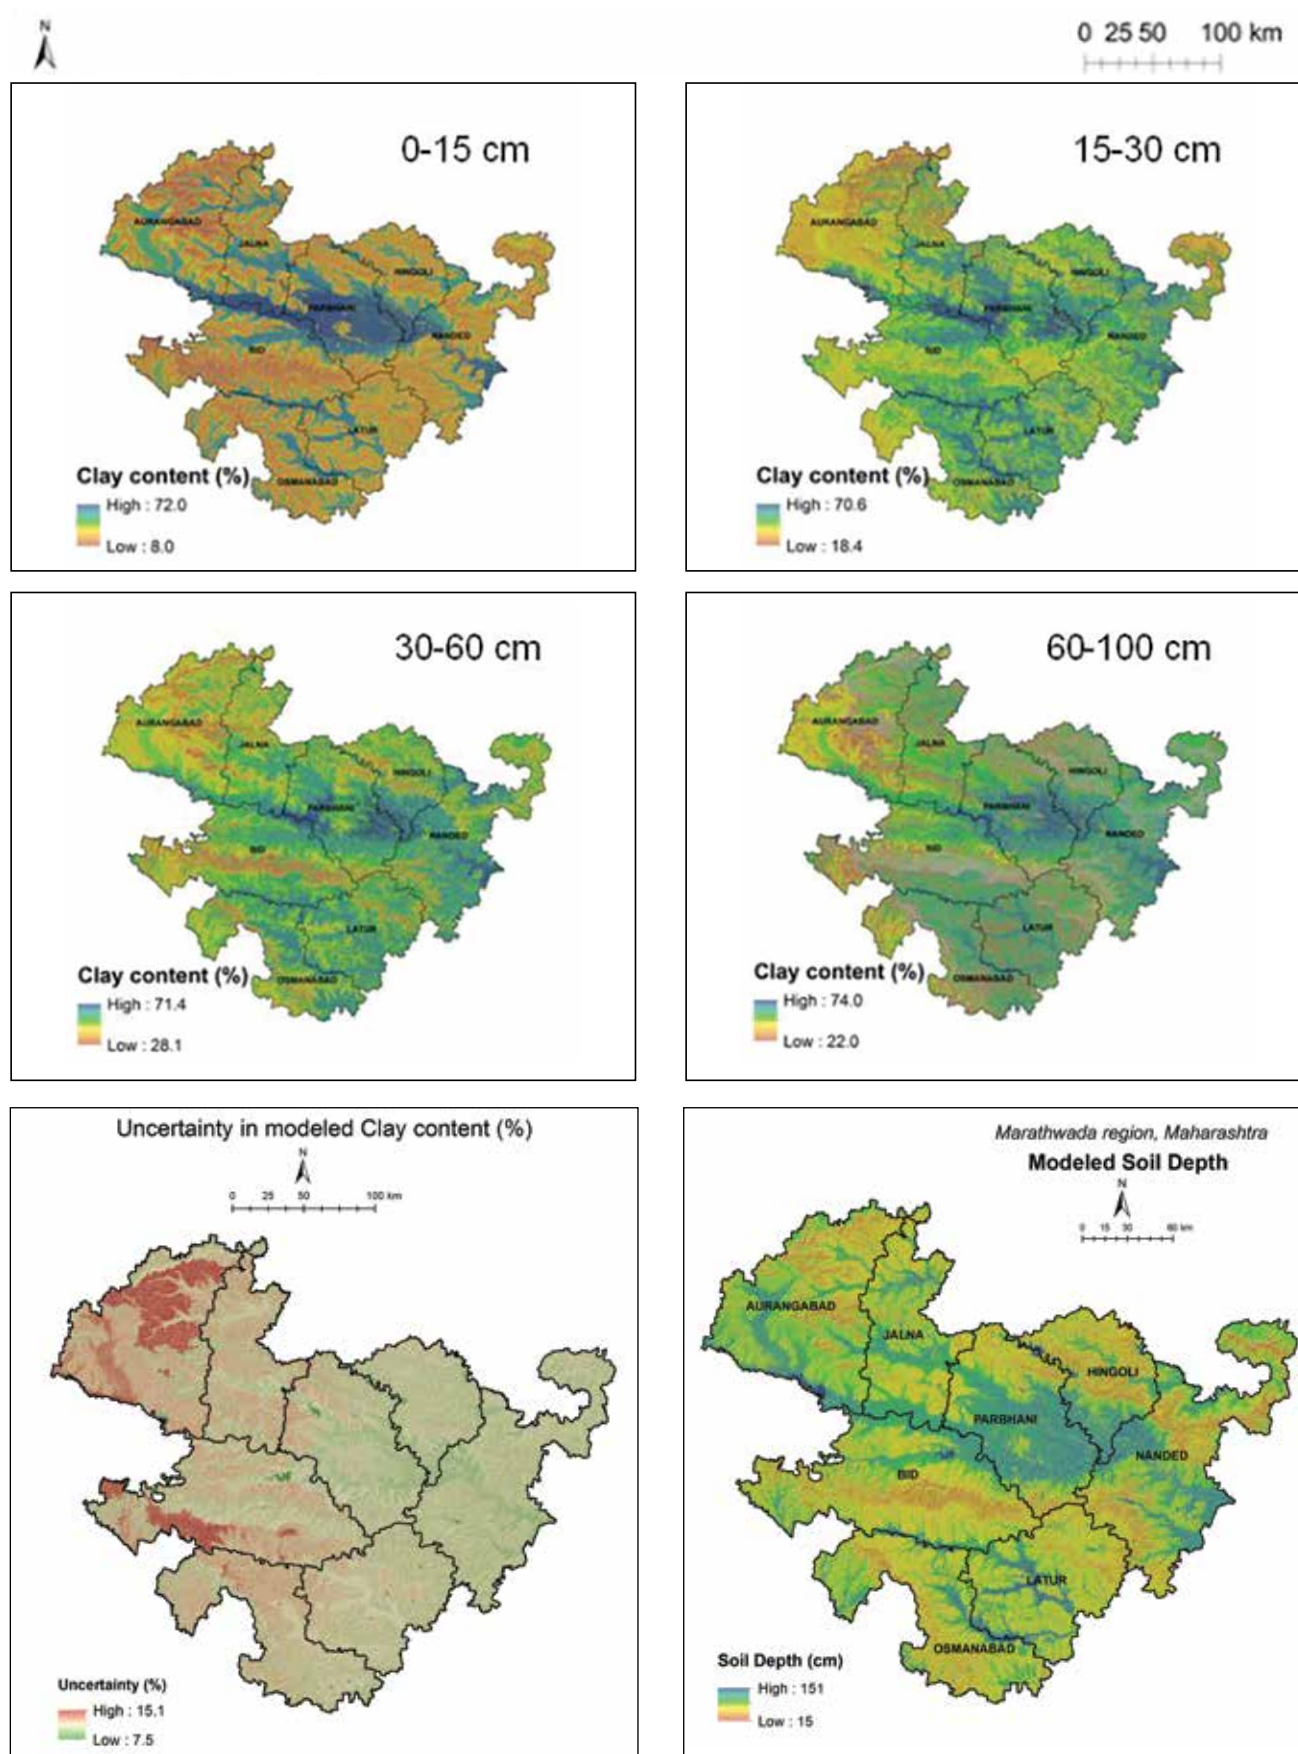 N
0 25 50 100 km
0-15 cm
AURANGABAD
JALNA
HINGOLI
PARBHANI
NANDED
BID
LATUR
OSMANABAD
Clay content (%)
High : 72.0
Low : 8.0
15-30 cm
AURANGABAD
JALNA
HINGOLI
PARBHANI
NANDED
BID
LATUR
OSMANABAD
Clay content (%)
High : 70.6
Low : 18.4
30-60 cm
AURANGABAD
JALNA
HINGOLI
PARBHANI
NANDED
BID
LATUR
OSMANABAD
Clay content (%)
High : 71.4
Low : 28.1
60-100 cm
AURANGABAD
JALNA
HINGOLI
PARBHANI
NANDED
BID
LATUR
OSMANABAD
Clay content (%)
High : 74.0
Low : 22.0
Uncertainty in modeled Clay content (%)
N
0 25 50 100 km
Uncertainty (%)
High : 15.1
Low : 7.5
Marathwada region, Maharashtra
Modeled Soil Depth
N
0 15 30 60 km
AURANGABAD
JALNA
HINGOLI
PARBHANI
NANDED
BID
LATUR
OSMANABAD
Soil Depth (cm)
High : 151
Low : 15